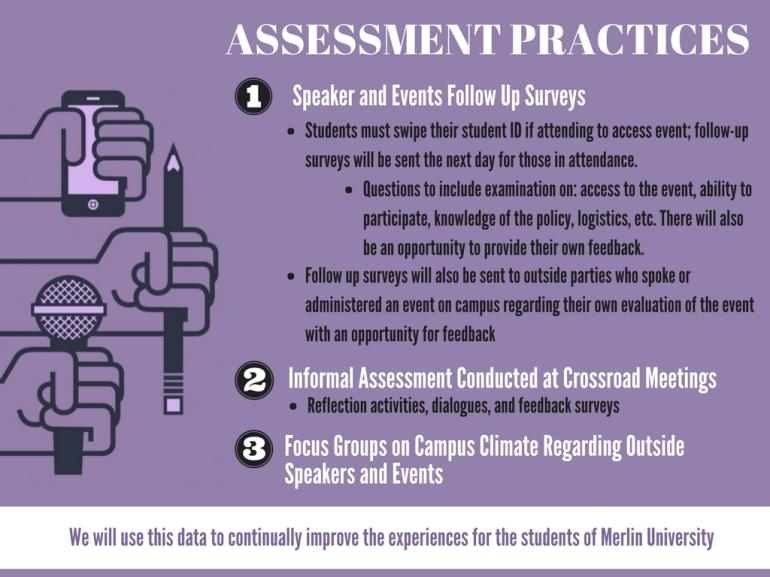 ASSESSMENT PRACTICES
1 Speaker and Events Follow Up Surveys
• Students must swipe their student ID if attending to access event; follow-up
surveys will be sent the next day for those in attendance.
• Questions to include examination on: access to the event, ability to
participate, knowledge of the policy, logistics, etc. There will also
be an opportunity to provide their own feedback.
• Follow up surveys will also be sent to outside parties who spoke or
administered an event on campus regarding their own evaluation of the event
with an opportunity for feedback
2 Informal Assessment Conducted at Crossroad Meetings
• Reflection activities, dialogues, and feedback surveys
3 Focus Groups on Campus Climate Regarding Outside
Speakers and Events
We will use this data to continually improve the experiences for the students of Merlin University